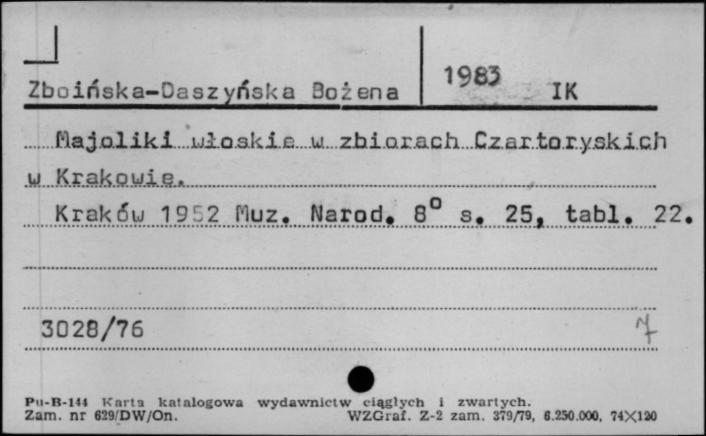 Zboińska-Daszyńska Bożena 1983 IK
Majoliki włoskie w zbiorach Czartoryskich
w Krakowie.
Kraków 1952 Muz. Narod. 8° s. 25, tabl. 22.
3028/76
Pu-B-144 Karta katalogowa wydawnictw ciągłych i zwartych.
Zam. nr 629/DW/On. WZGraf. Z-2 zam. 379/79, 6.250.000, 74×120